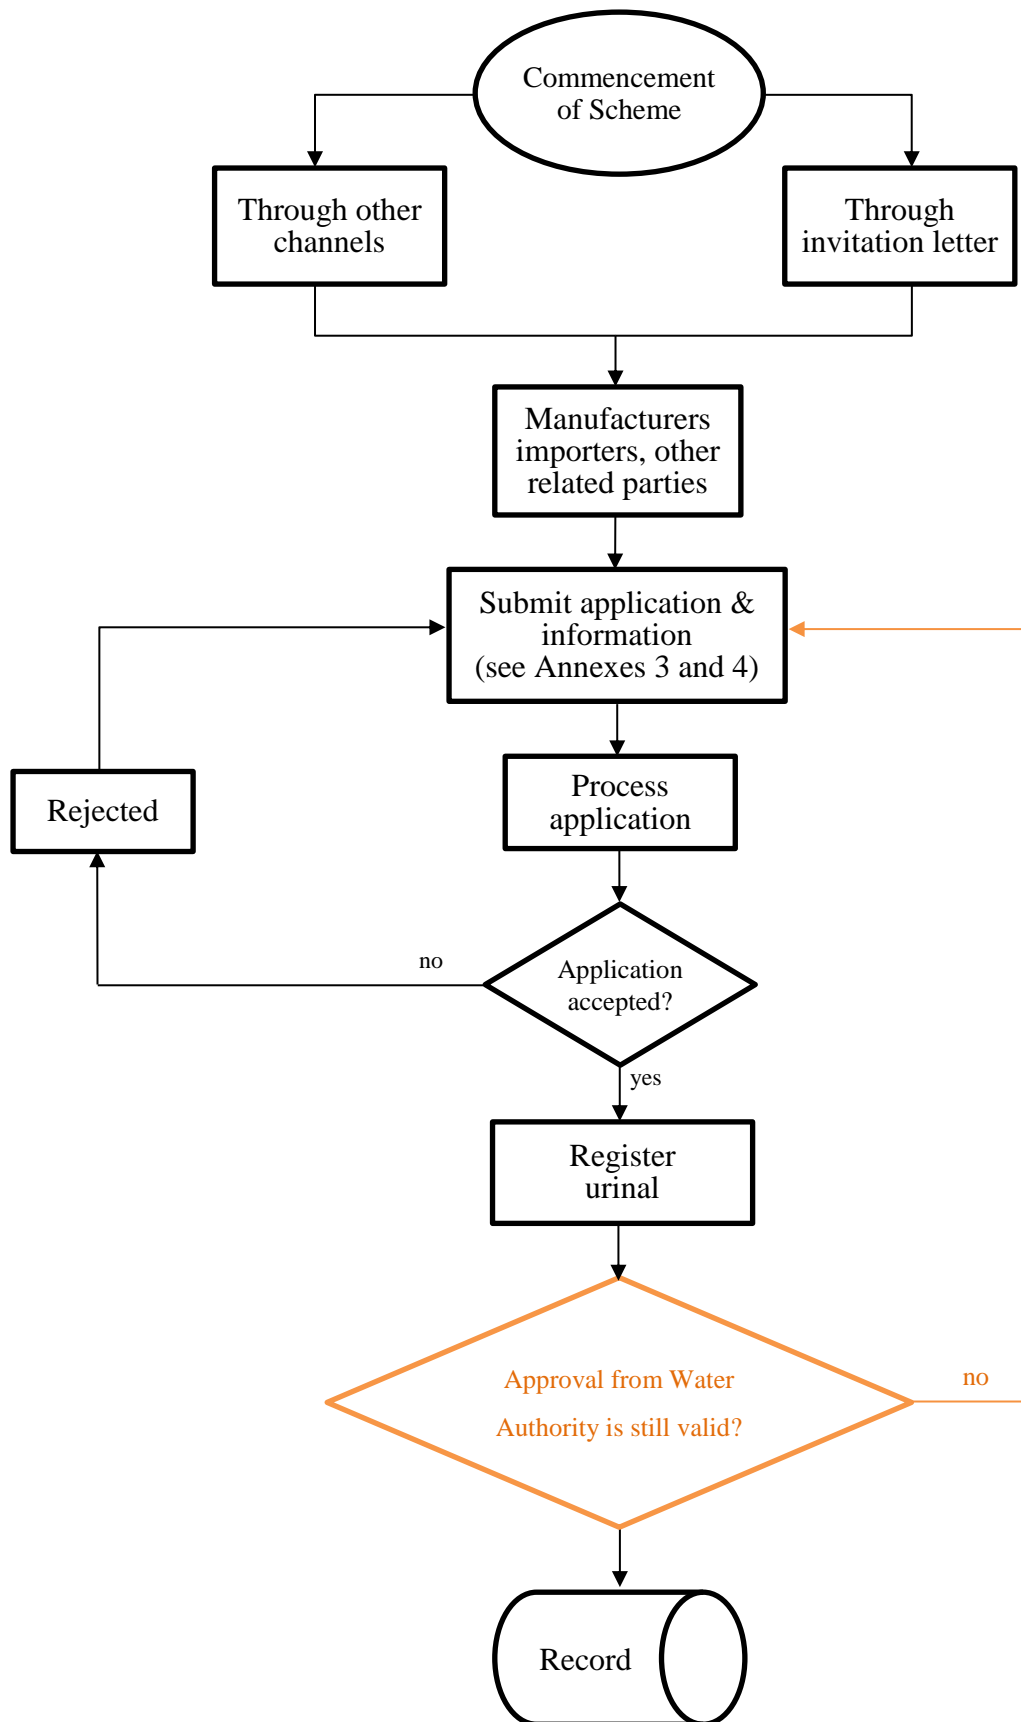 Commencement
of Scheme
Through other
channels
Through
invitation letter
Manufacturers
importers, other
related parties
Submit application &
information
(see Annexes 3 and 4)
Process
application
Rejected
no
Application
accepted?
yes
Register
urinal
Approval from Water
Authority is still valid?
no
Record